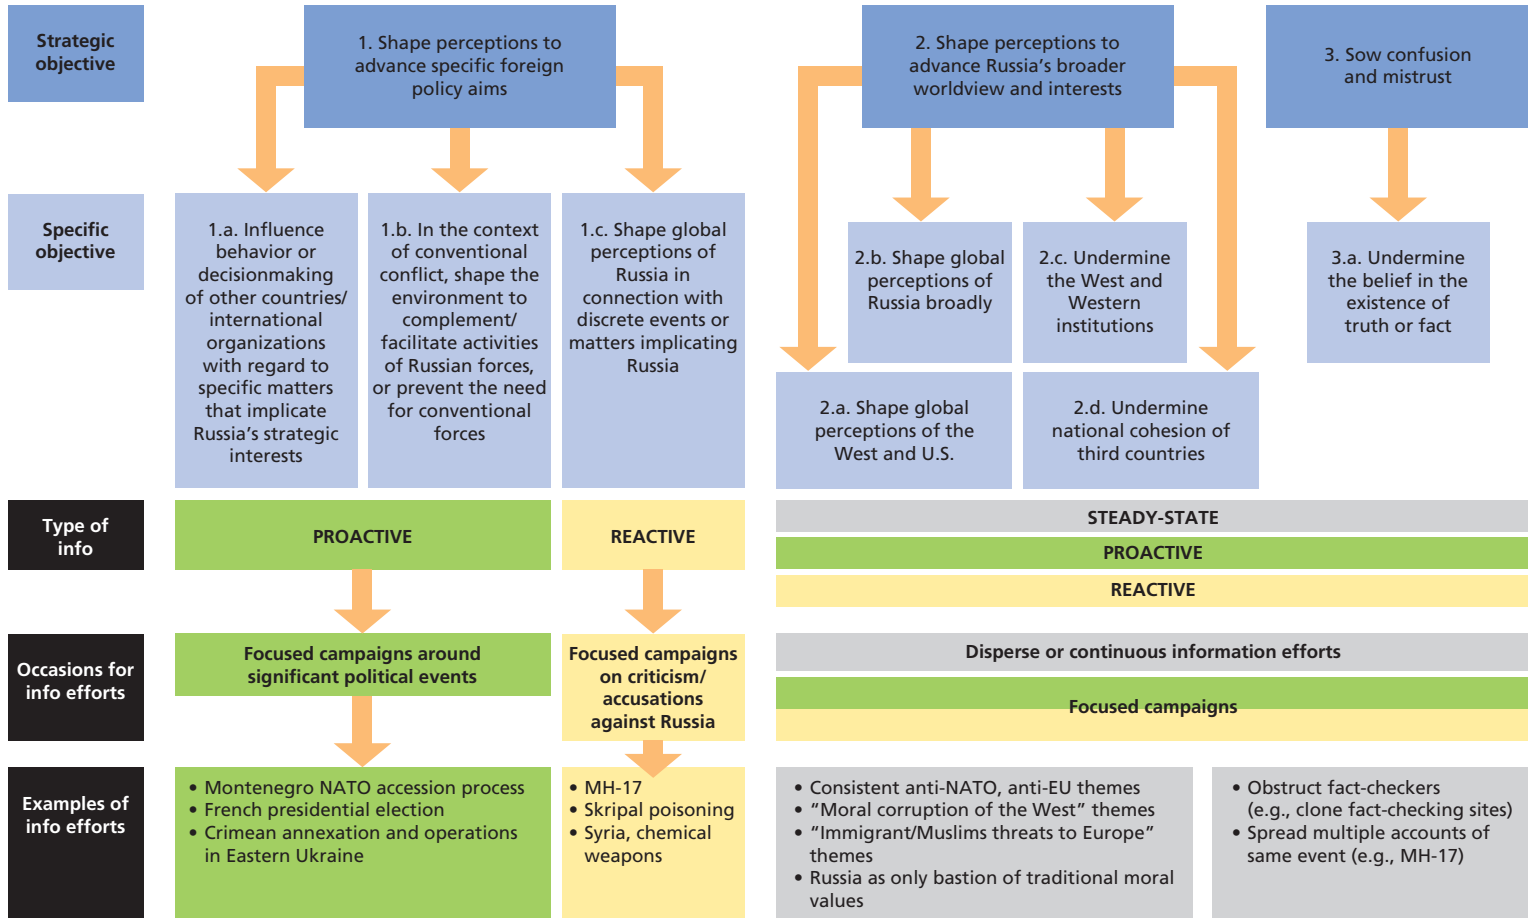 Strategic
objective
1. Shape perceptions to
advance specific foreign
policy aims
2. Shape perceptions to
advance Russia's broader
worldview and interests
3. Sow confusion
and mistrust
Specific
objective
1.a. Influence
behavior or
decisionmaking
of other countries/
international
organizations
with regard to
specific matters
that implicate
Russia's strategic
interests
1.b. In the context
of conventional
conflict, shape the
environment to
complement/
facilitate activities
of Russian forces,
or prevent the need
for conventional
forces
1.c. Shape global
perceptions of
Russia in
connection with
discrete events or
matters implicating
Russia
2.b. Shape global
perceptions of
Russia broadly
2.c. Undermine
the West and
Western
institutions
3.a. Undermine
the belief in the
existence of
truth or fact
2.a. Shape global
perceptions of the
West and U.S.
2.d. Undermine
national cohesion of
third countries
Type of
info
PROACTIVE
REACTIVE
STEADY-STATE
PROACTIVE
REACTIVE
Occasions for
info efforts
Focused campaigns around
significant political events
Focused campaigns
on criticism/
accusations
against Russia
Disperse or continuous information efforts
Focused campaigns
Examples of
info efforts
• Montenegro NATO accession process
• French presidential election
• Crimean annexation and operations
in Eastern Ukraine
• MH-17
• Skripal poisoning
• Syria, chemical
weapons
• Consistent anti-NATO, anti-EU themes
• "Moral corruption of the West" themes
• "Immigrant/Muslims threats to Europe"
themes
• Russia as only bastion of traditional moral
values
• Obstruct fact-checkers
(e.g., clone fact-checking sites)
• Spread multiple accounts of
same event (e.g., MH-17)